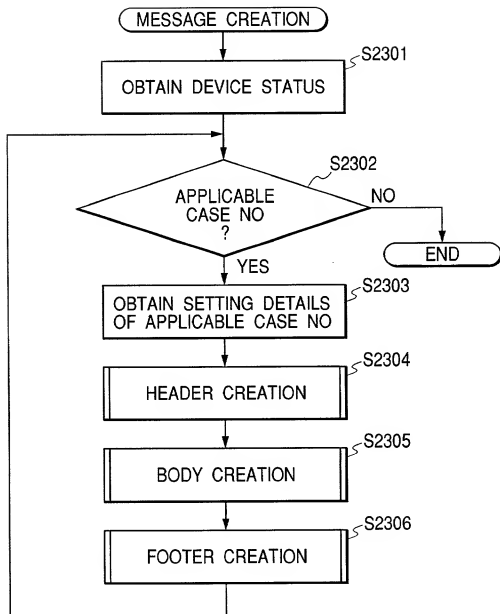 MESSAGE CREATION
S2301
OBTAIN DEVICE STATUS
S2302
APPLICABLE
CASE NO
?
NO
END
YES
S2303
OBTAIN SETTING DETAILS
OF APPLICABLE CASE NO
S2304
HEADER CREATION
S2305
BODY CREATION
S2306
FOOTER CREATION